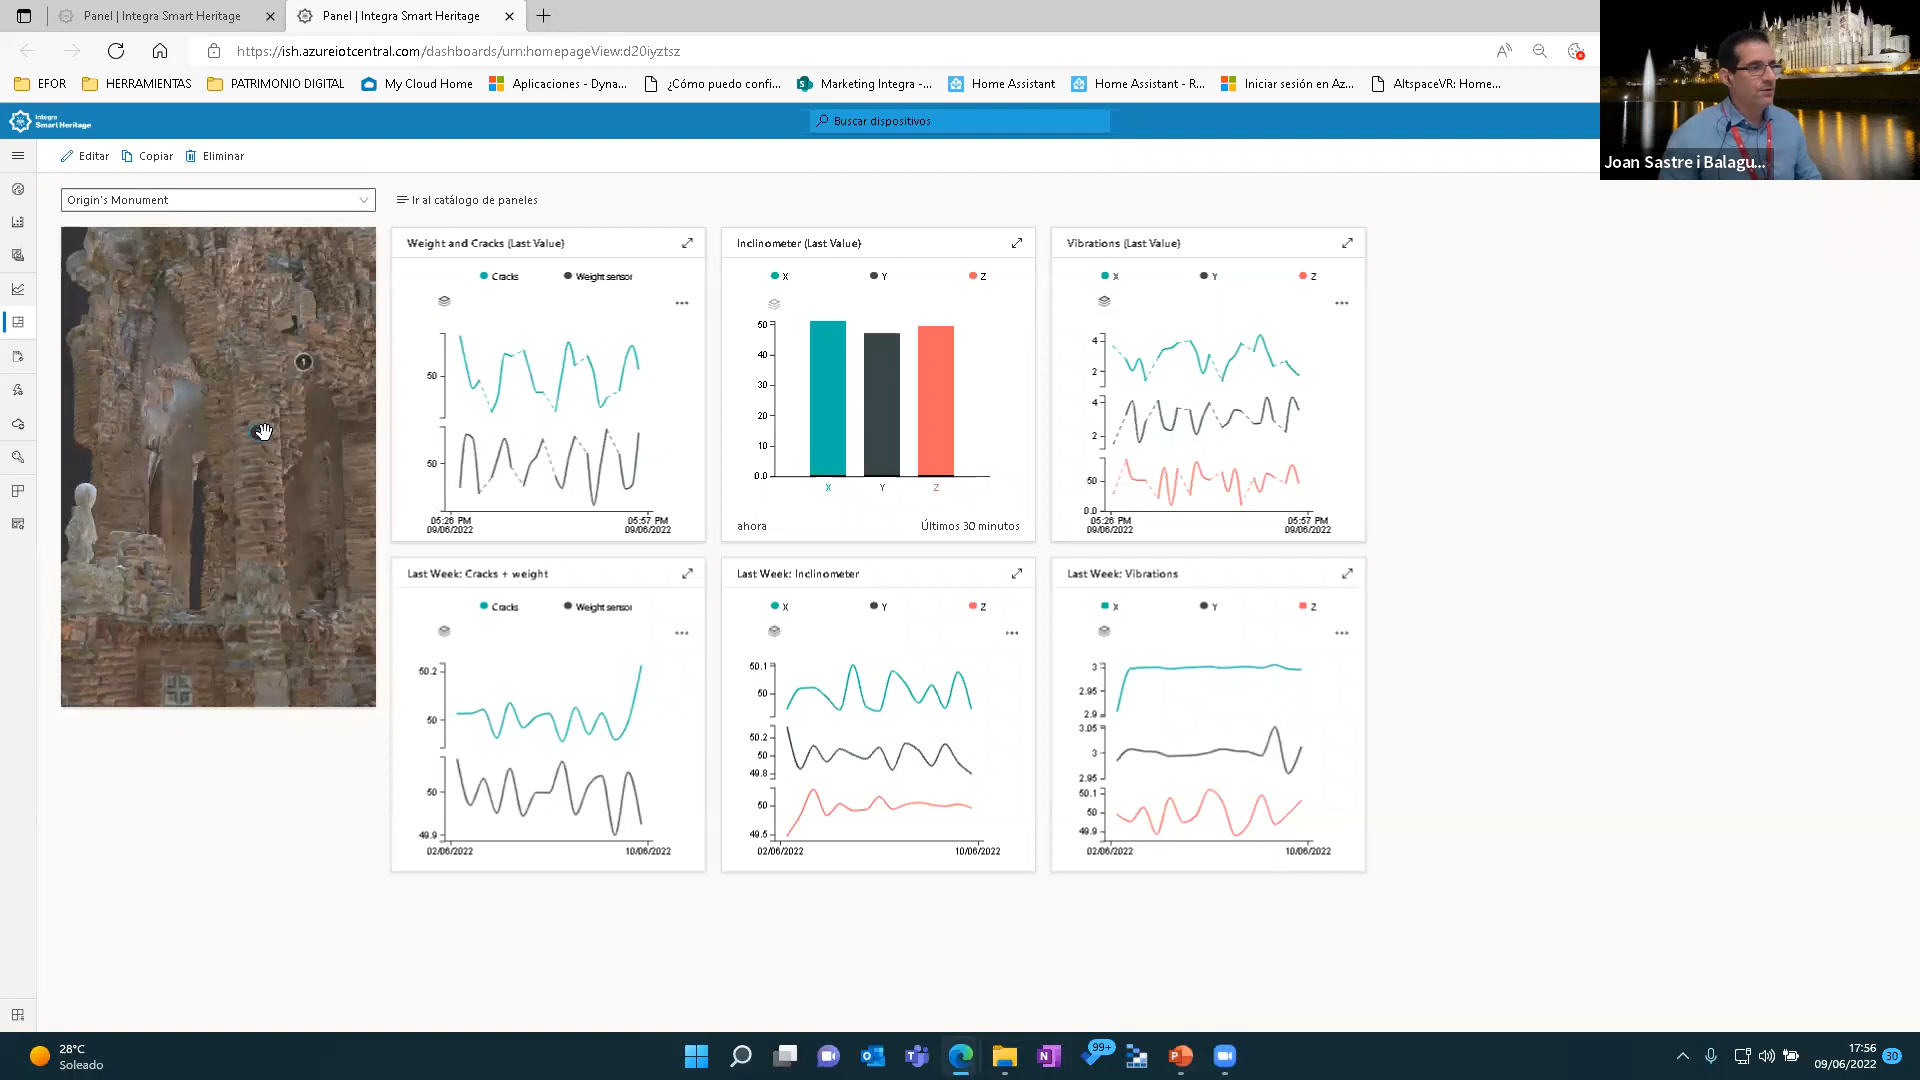 Panel | Integra Smart Heritage
Panel | Integra Smart Heritage
https://ish.azureiotcentral.com/dashboards/urn:homepageView:d20iyztsz
EFOR HERRAMIENTAS PATRIMONIO DIGITAL My Cloud Home Aplicaciones - Dyna... ¿Cómo puedo confi... Marketing Integra -... Home Assistant Home Assistant - R... Iniciar sesión en Az... AltspaceVR: Home...
Joan Sastre i Balagu...
Integra
Smart Heritage
Buscar dispositivos
Editar Copiar Eliminar
Origin's Monument
Ir al catálogo de paneles
1
Weight and Cracks (Last Value)
Cracks Weight sensor
50
50
05:26 PM 05:57 PM
09/06/2022 09/06/2022
Inclinometer (Last Value)
X Y Z
50
40
30
20
10
0.0
X Y Z
ahora Últimos 30 minutos
Vibrations (Last Value)
X Y Z
4
2
4
2
50
0.0
05:26 PM 05:57 PM
09/06/2022 09/06/2022
Last Week: Cracks + weight
Cracks Weight sensor
50.2
50
50
49.9
02/06/2022 10/06/2022
Last Week: Inclinometer
X Y Z
50.1
50
50.2
50
49.8
50
49.5
02/06/2022 10/06/2022
Last Week: Vibrations
X Y Z
3
2.95
2.9
3.05
3
2.95
50.1
50
49.9
02/06/2022 10/06/2022
28°C
Soleado
99+
17:56
09/06/2022
30